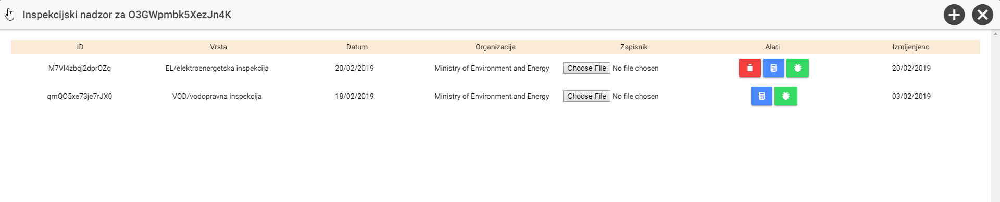 Inspekcijski nadzor za O3GWpmbk5XezJn4K
ID Vrsta Datum Organizacija Zapisnik Alati Izmijenjeno
M7Vl4zbqj2dprOZq EL/elektroenergetska inspekcija 20/02/2019 Ministry of Environment and Energy Choose File No file chosen 20/02/2019
qmQO5xe73je7rJX0 VOD/vodopravna inspekcija 18/02/2019 Ministry of Environment and Energy Choose File No file chosen 03/02/2019